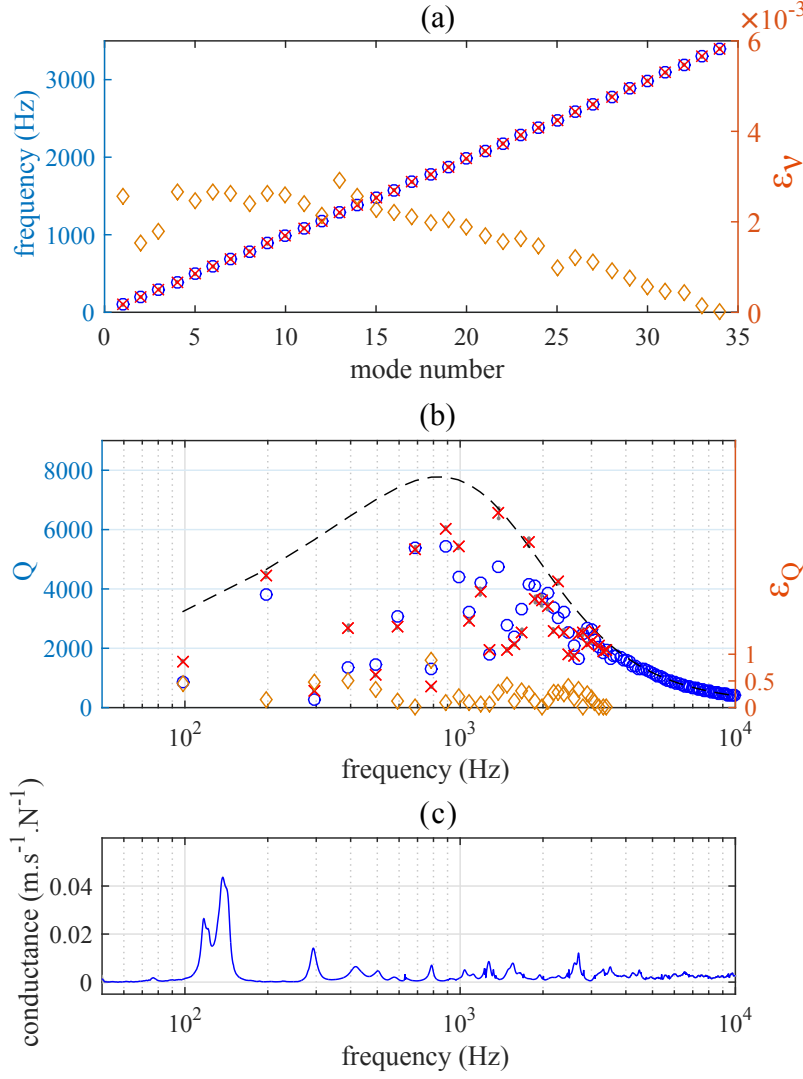 (a)
×10⁻³
frequency (Hz)
3000
2000
1000
0
6
4
2
0
ε_ν
0 5 10 15 20 25 30 35
mode number
(b)
Q
8000
6000
4000
2000
0
1
0.5
0
ε_Q
10² 10³ 10⁴
frequency (Hz)
(c)
conductance (m.s⁻¹.N⁻¹)
0.04
0.02
0
10² 10³ 10⁴
frequency (Hz)